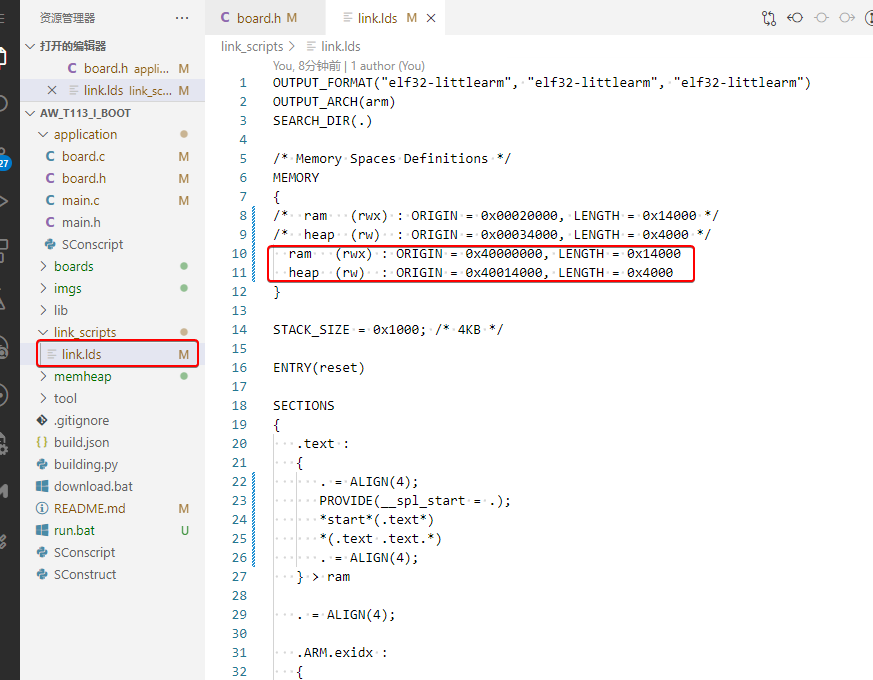 资源管理器
···
打开的编辑器
C board.h appli... M
× link.lds link_sc... M
AW_T113_I_BOOT
application
C board.c M
C board.h M
C main.c M
C main.h
SConscript
boards
imgs
lib
link_scripts
link.lds M
memheap
tool
.gitignore
{} build.json
building.py
download.bat
README.md M
run.bat U
SConscript
SConstruct
27
C board.h M
link.lds M ×
link_scripts > link.lds
You, 8分钟前 | 1 author (You)
1 OUTPUT_FORMAT("elf32-littlearm", "elf32-littlearm", "elf32-littlearm")
2 OUTPUT_ARCH(arm)
3 SEARCH_DIR(.)
4
5 /* Memory Spaces Definitions */
6 MEMORY
7 {
8 /*  ram   (rwx) : ORIGIN = 0x00020000, LENGTH = 0x14000 */
9 /*  heap  (rw)  : ORIGIN = 0x00034000, LENGTH = 0x4000 */
10   ram   (rwx) : ORIGIN = 0x40000000, LENGTH = 0x14000
11   heap  (rw)  : ORIGIN = 0x40014000, LENGTH = 0x4000
12 }
13
14 STACK_SIZE = 0x1000; /* 4KB */
15
16 ENTRY(reset)
17
18 SECTIONS
19 {
20     .text :
21     {
22         . = ALIGN(4);
23         PROVIDE(__spl_start = .);
24         *start*(.text*)
25         *(.text .text.*)
26         . = ALIGN(4);
27     } > ram
28
29     . = ALIGN(4);
30
31     .ARM.exidx :
32     {